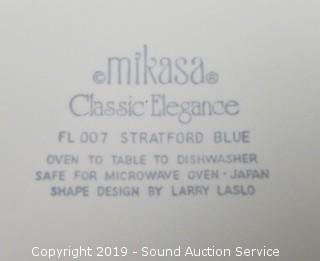 ©mikasa®
Classic·Elegance
FL 007 STRATFORD BLUE
OVEN TO TABLE TO DISHWASHER
SAFE FOR MICROWAVE OVEN · JAPAN
SHAPE DESIGN BY LARRY LASLO
Copyright 2019 - Sound Auction Service